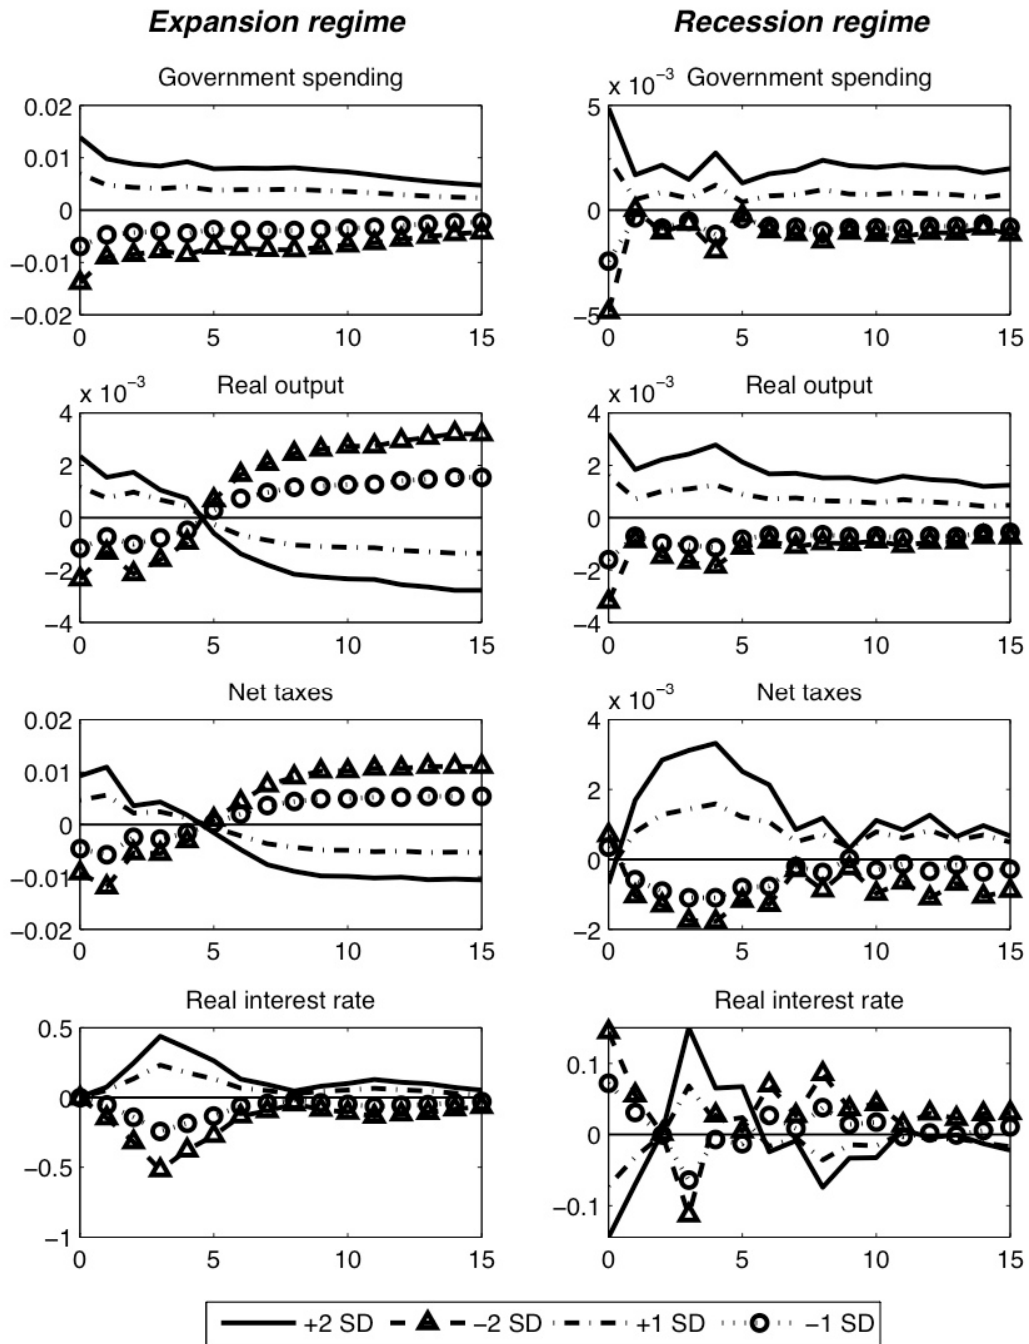 Expansion regime
Recession regime
Government spending
0.02
0.01
0
−0.01
−0.02
0 5 10 15
Government spending
x 10−3
5
0
−5
0 5 10 15
Real output
x 10−3
4
2
0
−2
−4
0 5 10 15
Real output
x 10−3
4
2
0
−2
−4
0 5 10 15
Net taxes
0.02
0.01
0
−0.01
−0.02
0 5 10 15
Net taxes
x 10−3
4
2
0
−2
0 5 10 15
Real interest rate
0.5
0
−0.5
−1
0 5 10 15
Real interest rate
0.1
0
−0.1
0 5 10 15
+2 SD −2 SD +1 SD −1 SD